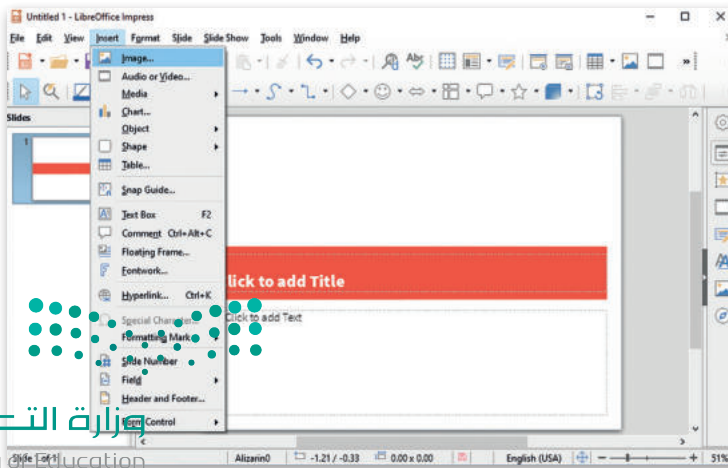 Untitled 1 - LibreOffice Impress
File Edit View Insert Format Slide Slide Show Tools Window Help
Slides
1
Image...
Audio or Video...
Media
Chart...
Object
Shape
Table...
Snap Guide...
Text Box F2
Comment Ctrl+Alt+C
Floating Frame...
Fontwork...
Hyperlink... Ctrl+K
Special Character...
Formatting Mark
Slide Number
Field
Header and Footer...
Form Control
lick to add Title
Click to add Text
وزارة التـ
Education
Slide 1 of 1 Alizarin0 -1.21 / -0.33 0.00 x 0.00 English (USA) 51%